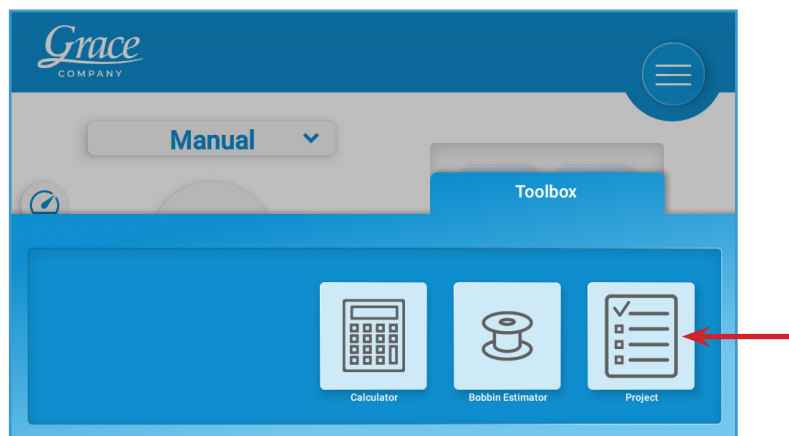 Grace
COMPANY
Manual
Toolbox
Calculator
Bobbin Estimator
Project